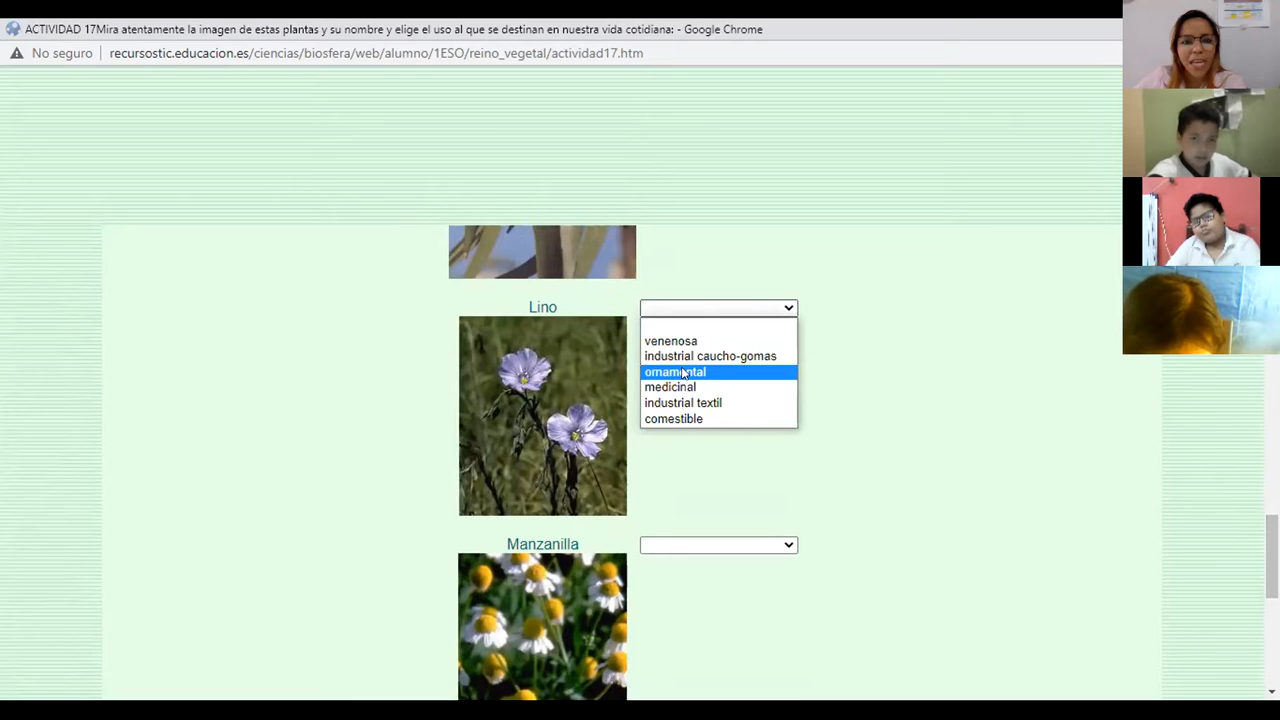 ACTIVIDAD 17Mira atentamente la imagen de estas plantas y su nombre y elige el uso al que se destinan en nuestra vida cotidiana: - Google Chrome
No seguro
recursostic.educacion.es/ciencias/biosfera/web/alumno/1ESO/reino_vegetal/actividad17.htm
Lino
venenosa
industrial caucho-gomas
ornamental
medicinal
industrial textil
comestible
Manzanilla